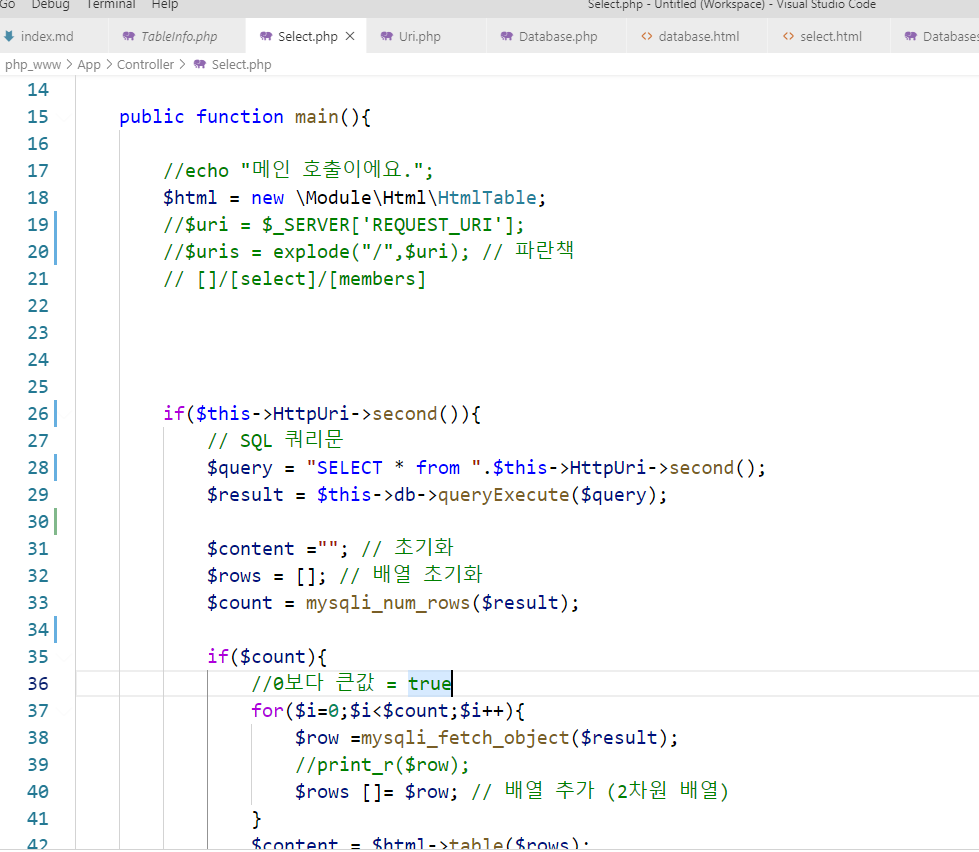 Go Debug Terminal Help Select.php - Untitled (Workspace) - Visual Studio Code
index.md TableInfo.php Select.php Uri.php Database.php database.html select.html Databases
php_www > App > Controller > Select.php
14
15 public function main(){
16
17 //echo "메인 호출이에요.";
18 $html = new \Module\Html\HtmlTable;
19 //$uri = $_SERVER['REQUEST_URI'];
20 //$uris = explode("/",$uri); // 파란책
21 // []/[select]/[members]
22
23
24
25
26 if($this->HttpUri->second()){
27 // SQL 쿼리문
28 $query = "SELECT * from ".$this->HttpUri->second();
29 $result = $this->db->queryExecute($query);
30
31 $content =""; // 초기화
32 $rows = []; // 배열 초기화
33 $count = mysqli_num_rows($result);
34
35 if($count){
36 //0보다 큰값 = true
37 for($i=0;$i<$count;$i++){
38 $row =mysqli_fetch_object($result);
39 //print_r($row);
40 $rows []= $row; // 배열 추가 (2차원 배열)
41 }
42 $content = $html->table($rows);